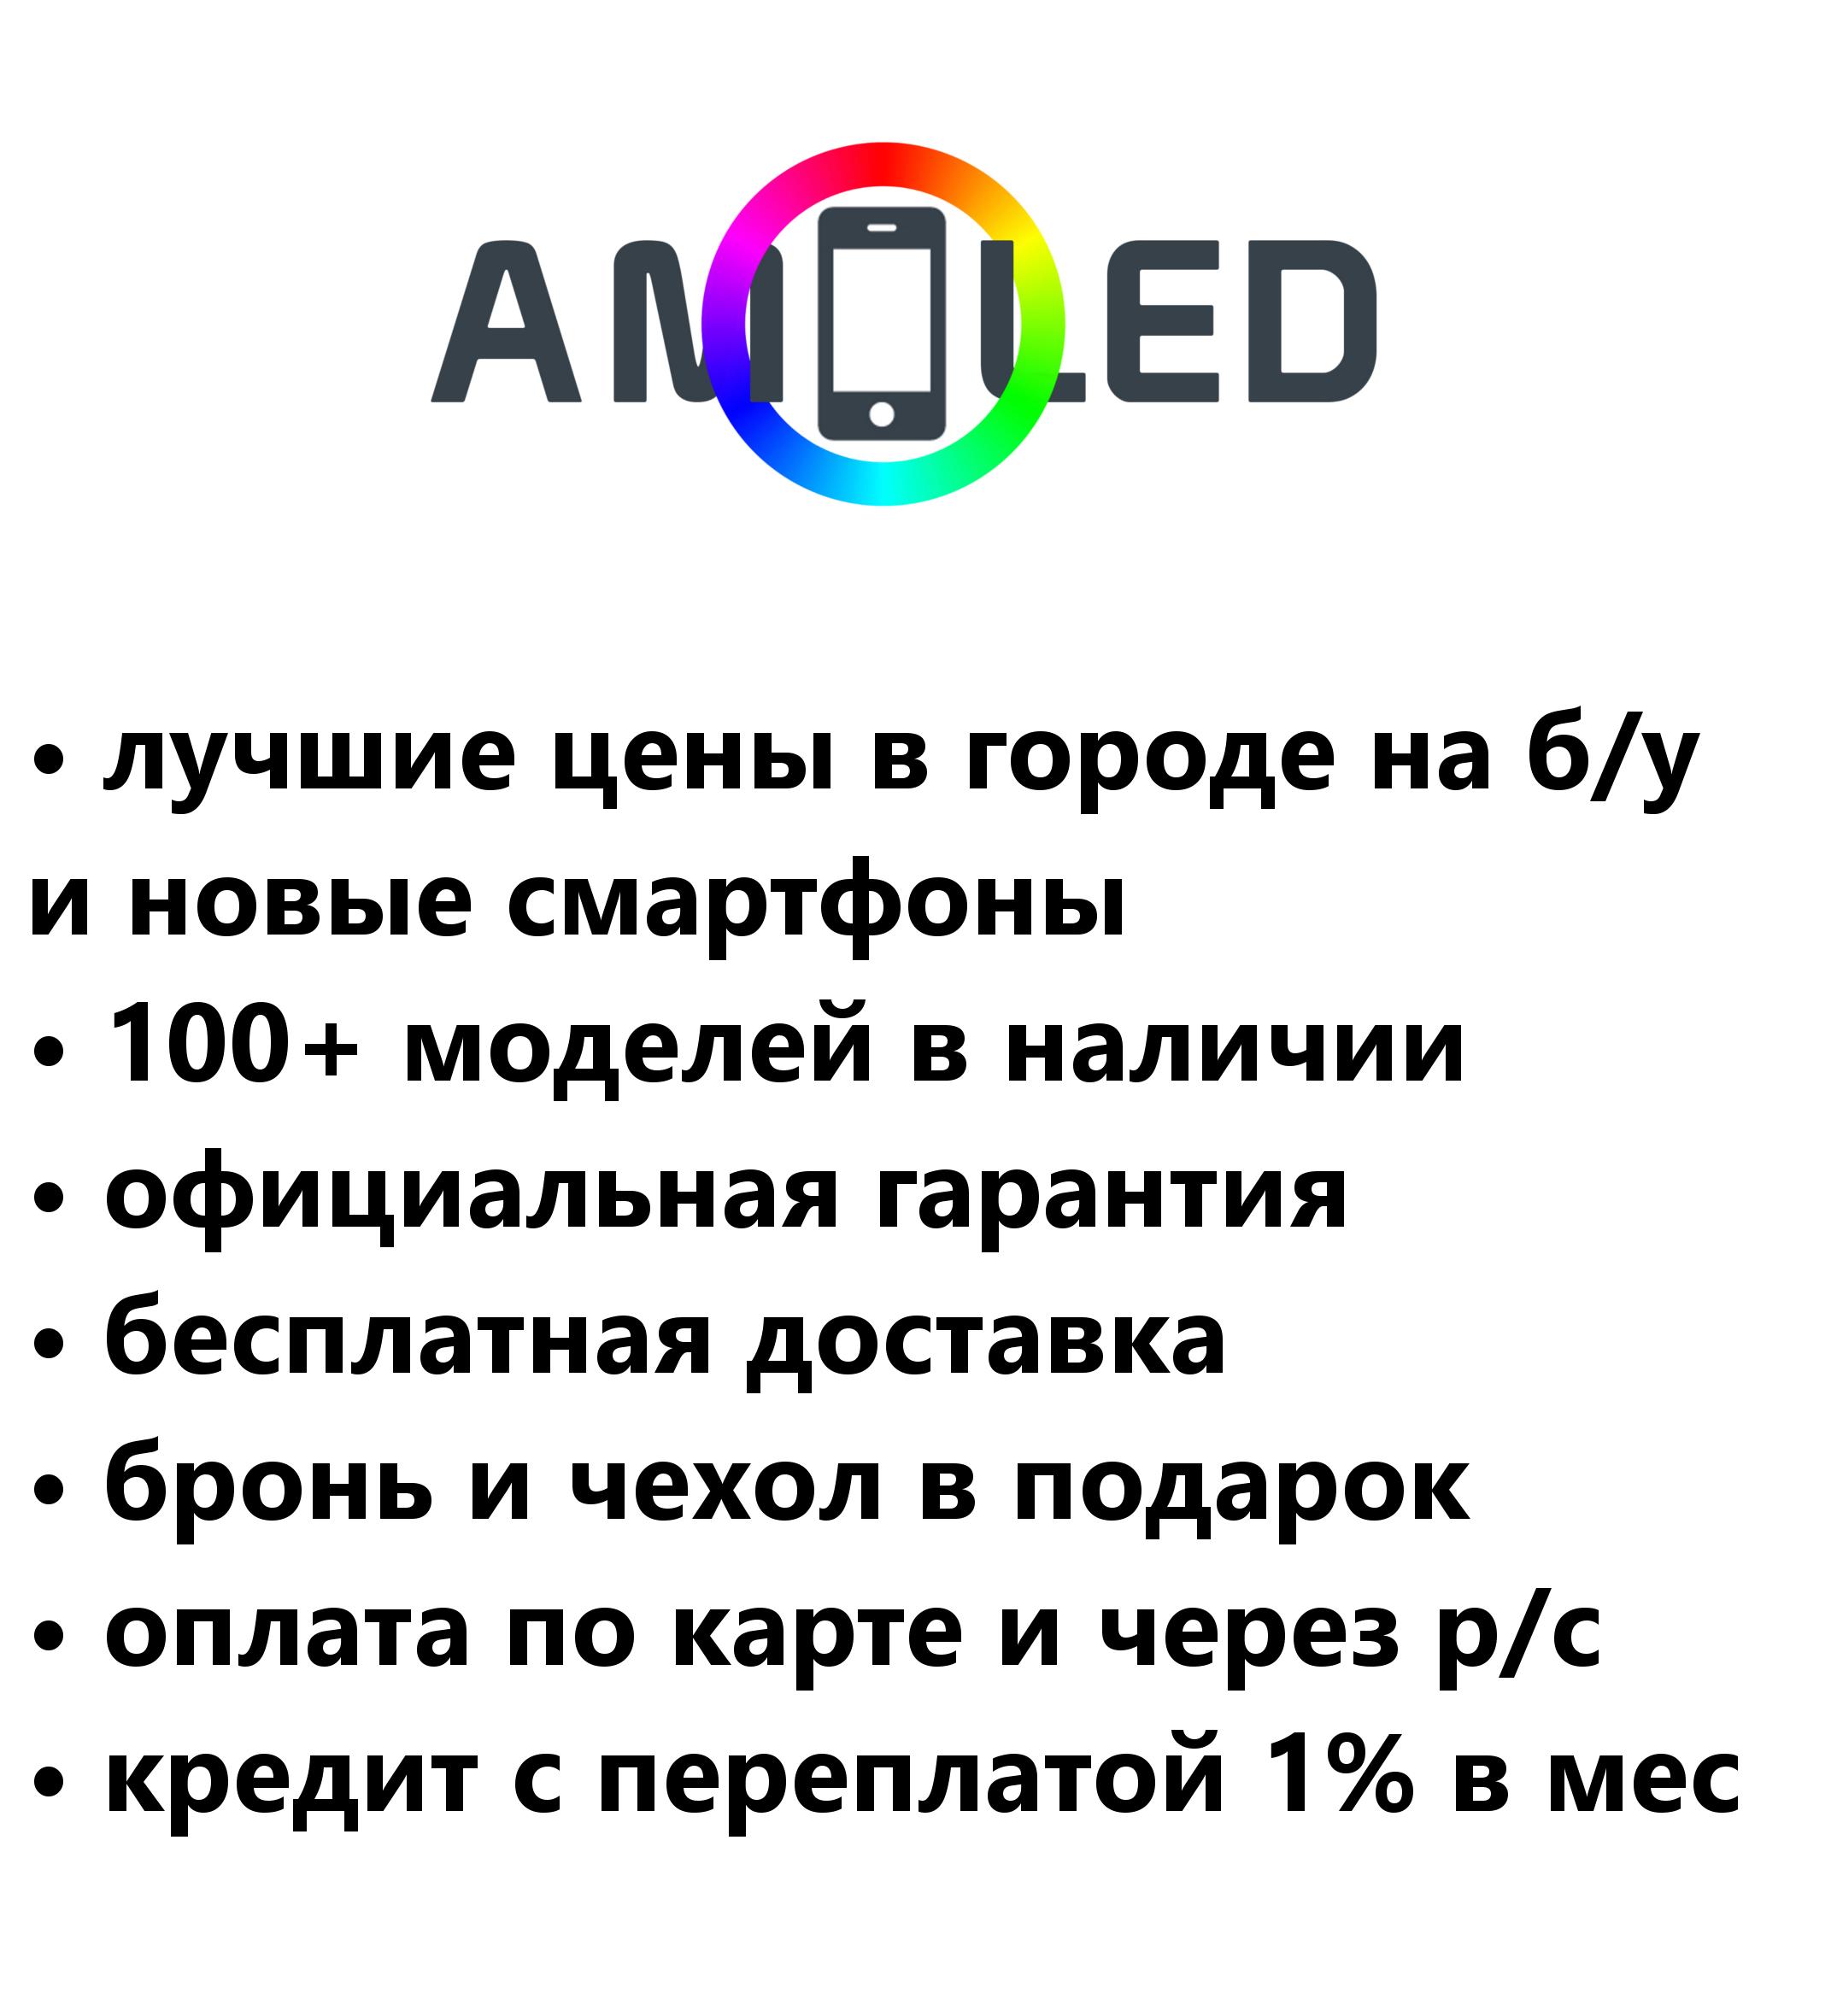 AMOLED
• лучшие цены в городе на б/у
и новые смартфоны
• 100+ моделей в наличии
• официальная гарантия
• бесплатная доставка
• бронь и чехол в подарок
• оплата по карте и через р/с
• кредит с переплатой 1% в мес